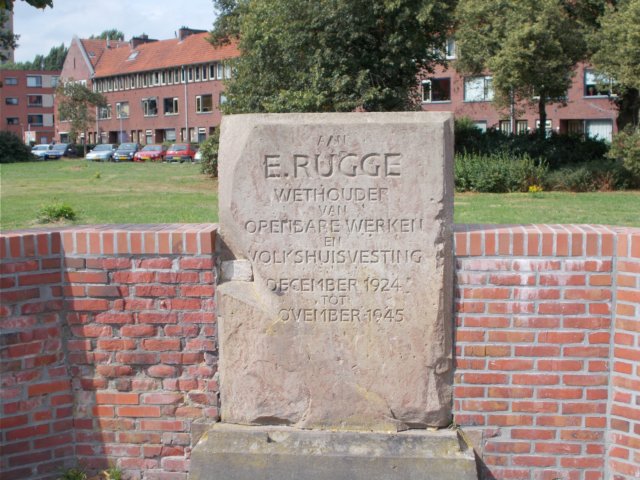 AAN
E. RUGGE
WETHOUDER
VAN
OPENBARE WERKEN
EN
VOLKSHUISVESTING
DECEMBER 1924
TOT
OVEMBER 1945